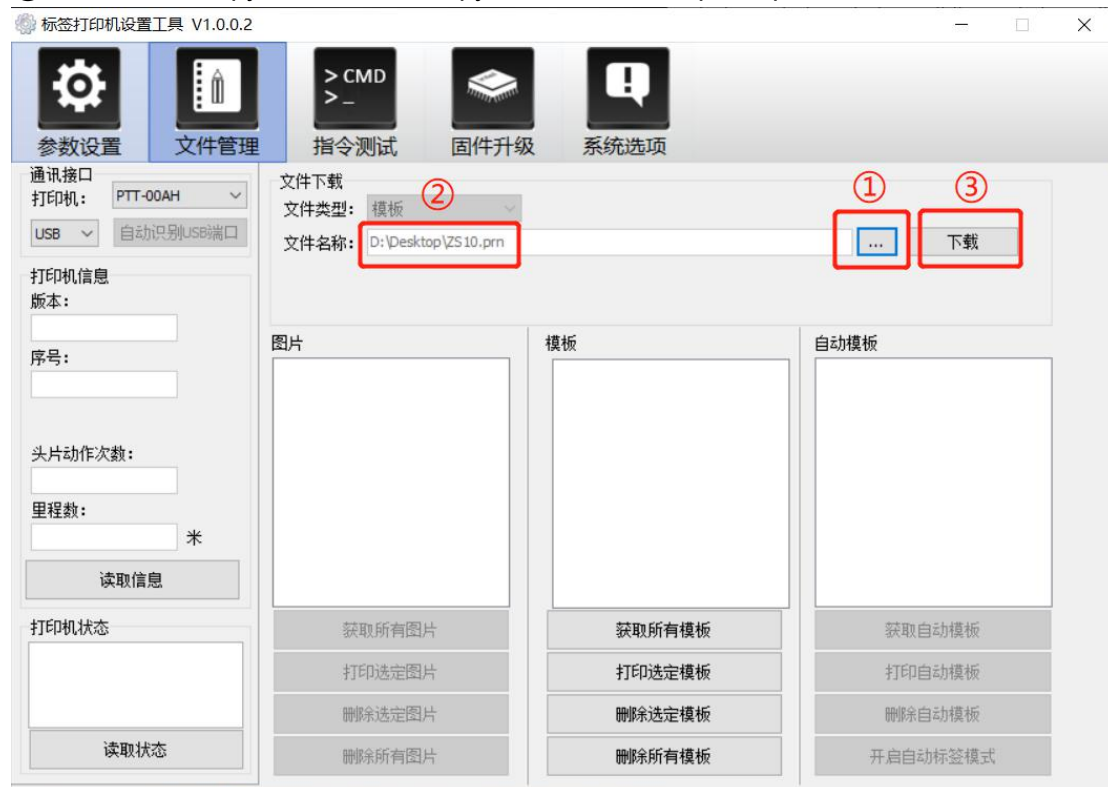 标签打印机设置工具 V1.0.0.2
> CMD
>_
参数设置
文件管理
指令测试
固件升级
系统选项
通讯接口
打印机: PTT-00AH
USB 自动识别USB端口
打印机信息
版本:
序号:
头片动作次数:
里程数:
米
读取信息
打印机状态
读取状态
文件下载
② ① ③
文件类型: 模板
文件名称: D:\Desktop\ZS10.prn ... 下载
图片
获取所有图片
打印选定图片
删除选定图片
删除所有图片
模板
获取所有模板
打印选定模板
删除选定模板
删除所有模板
自动模板
获取自动模板
打印自动模板
删除自动模板
开启自动标签模式